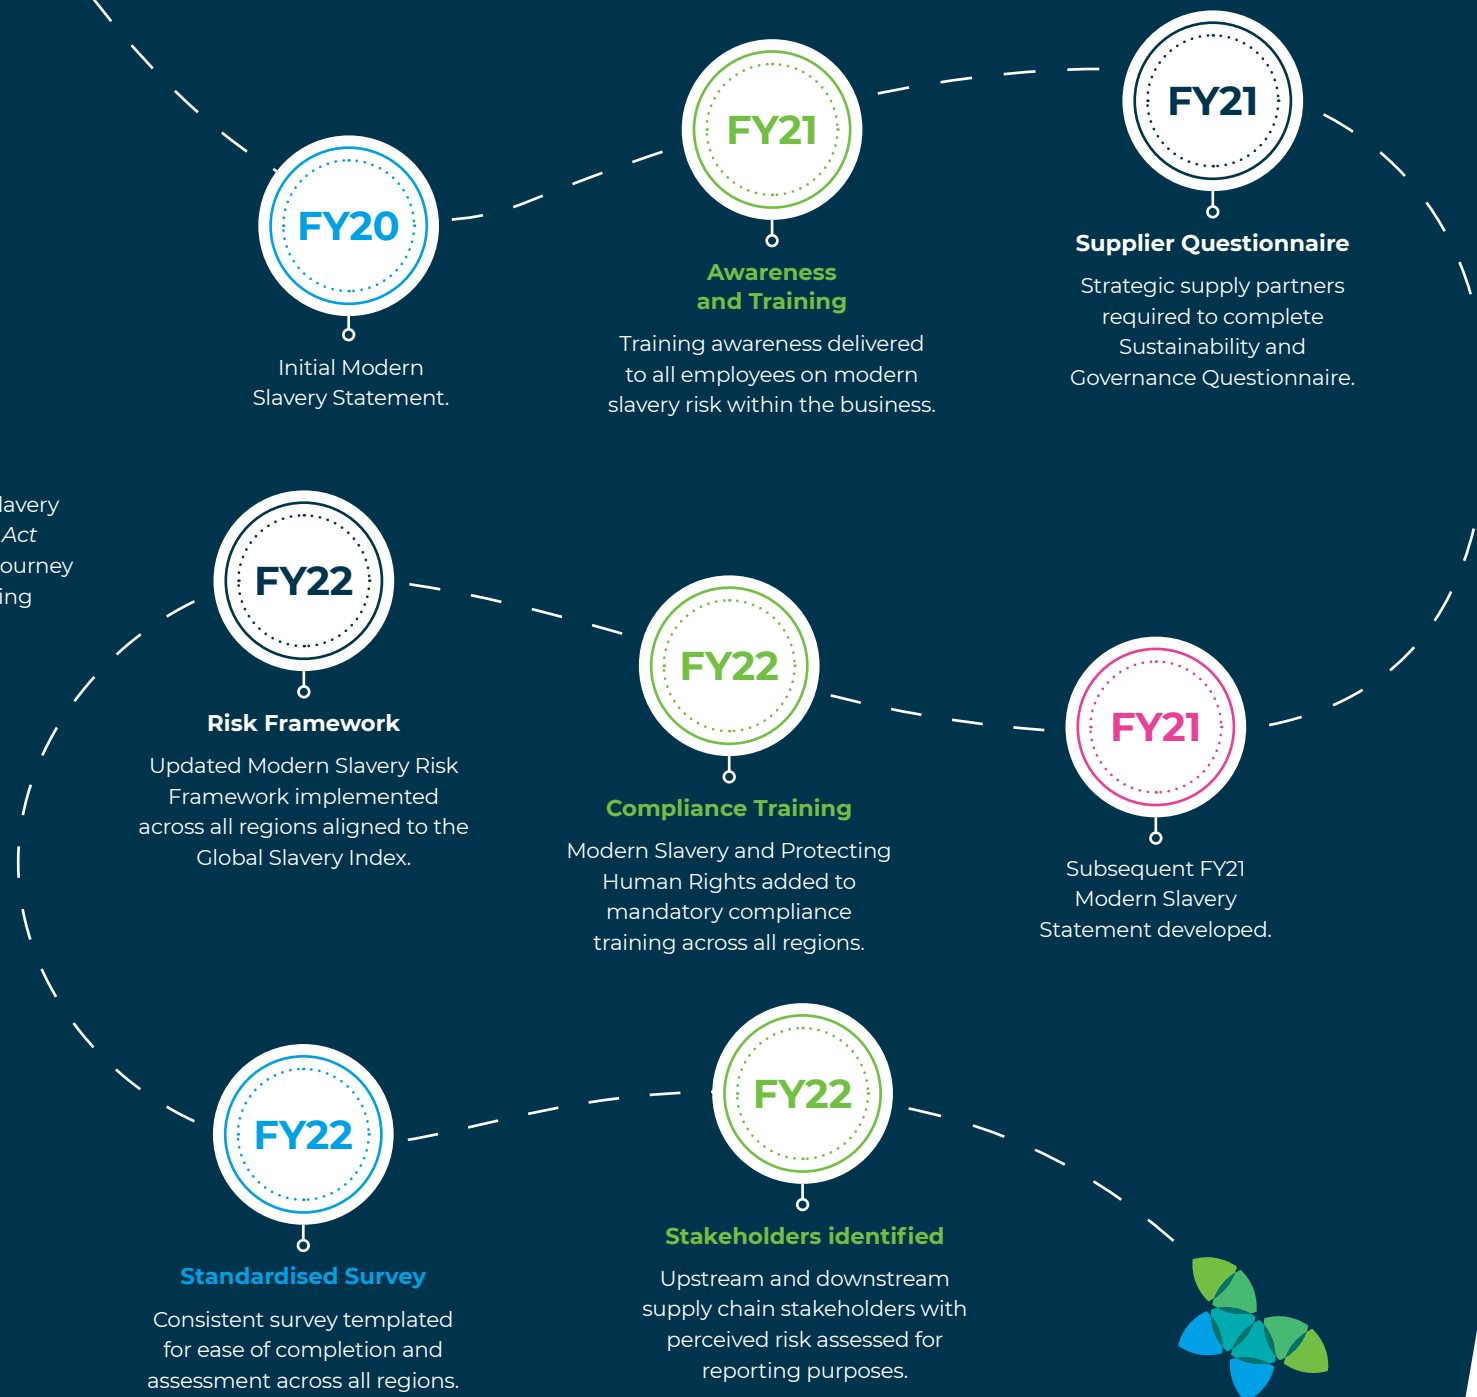 FY20
Initial Modern
Slavery Statement.
FY21
Awareness
and Training
Training awareness delivered
to all employees on modern
slavery risk within the business.
FY21
Supplier Questionnaire
Strategic supply partners
required to complete
Sustainability and
Governance Questionnaire.
Act
FY22
Risk Framework
Updated Modern Slavery Risk
Framework implemented
across all regions aligned to the
Global Slavery Index.
FY22
Compliance Training
Modern Slavery and Protecting
Human Rights added to
mandatory compliance
training across all regions.
FY21
Subsequent FY21
Modern Slavery
Statement developed.
FY22
Standardised Survey
Consistent survey templated
for ease of completion and
assessment across all regions.
FY22
Stakeholders identified
Upstream and downstream
supply chain stakeholders with
perceived risk assessed for
reporting purposes.